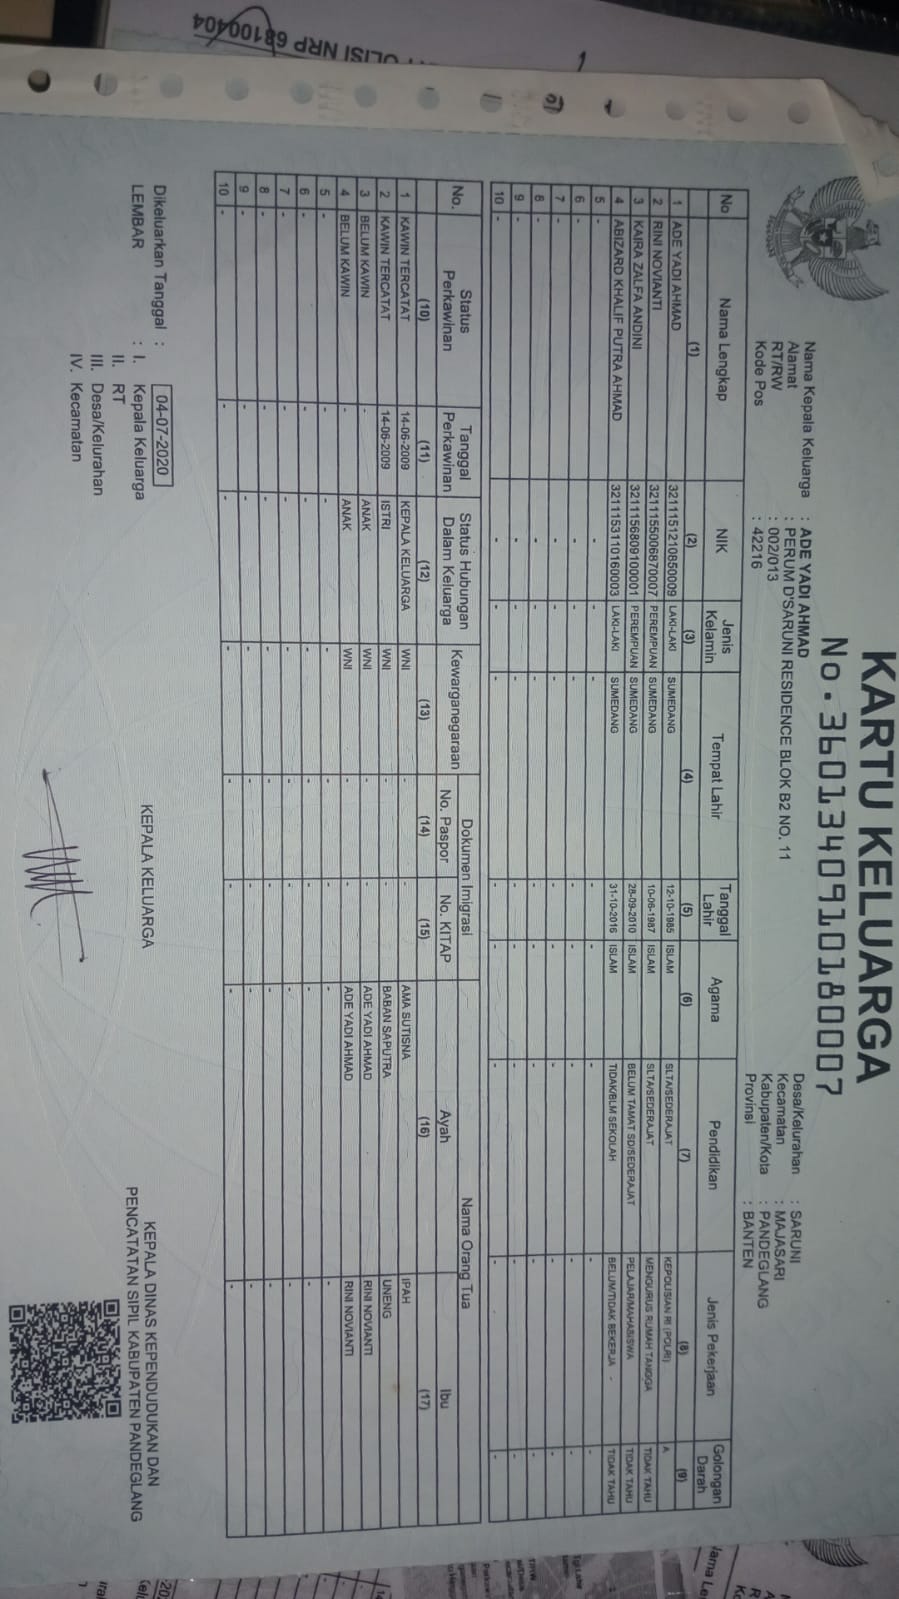 KARTU KELUARGA
No. 3601340910180007
Nama Kepala Keluarga : ADE YADI AHMAD
Alamat : PERUM D'SARUNI RESIDENCE BLOK B2 NO. 11
RT/RW : 002/013
Kode Pos : 42216
Desa/Kelurahan : SARUNI
Kecamatan : MAJASARI
Kabupaten/Kota : PANDEGLANG
Provinsi : BANTEN
No Nama Lengkap NIK Jenis Kelamin Tempat Lahir Tanggal Lahir Agama Pendidikan Jenis Pekerjaan Golongan Darah
(1) (2) (3) (4) (5) (6) (7) (8) (9)
1 ADE YADI AHMAD 3211151210850009 LAKI-LAKI SUMEDANG 12-10-1985 ISLAM SLTA/SEDERAJAT KEPOLISIAN RI (POLRI) A
2 RINI NOVIANTI 3211155006870007 PEREMPUAN SUMEDANG 10-06-1987 ISLAM SLTA/SEDERAJAT MENGURUS RUMAH TANGGA TIDAK TAHU
3 KAIRA ZALFA ANDINI 3211156809100001 PEREMPUAN SUMEDANG 28-09-2010 ISLAM BELUM TAMAT SD/SEDERAJAT PELAJAR/MAHASISWA TIDAK TAHU
4 ABIZARD KHALIF PUTRA AHMAD 3211153110160003 LAKI-LAKI SUMEDANG 31-10-2016 ISLAM TIDAK/BLM SEKOLAH BELUM/TIDAK BEKERJA TIDAK TAHU
5 - - - - - - - - -
6 - - - - - - - - -
7 - - - - - - - - -
8 - - - - - - - - -
9 - - - - - - - - -
10 - - - - - - - - -
No. Status Perkawinan Tanggal Perkawinan Status Hubungan Dalam Keluarga Kewarganegaraan Dokumen Imigrasi Nama Orang Tua
No. Paspor No. KITAP Ayah Ibu
(10) (11) (12) (13) (14) (15) (16) (17)
1 KAWIN TERCATAT 14-06-2009 KEPALA KELUARGA WNI - - AMA SUTISNA IPAH
2 KAWIN TERCATAT 14-06-2009 ISTRI WNI - - BABAN SAPUTRA UNENG
3 BELUM KAWIN - ANAK WNI - - ADE YADI AHMAD RINI NOVIANTI
4 BELUM KAWIN - ANAK WNI - - ADE YADI AHMAD RINI NOVIANTI
5 - - - - - - - -
6 - - - - - - - -
7 - - - - - - - -
8 - - - - - - - -
9 - - - - - - - -
10 - - - - - - - -
Dikeluarkan Tanggal : 04-07-2020
LEMBAR : I. Kepala Keluarga
II. RT
III. Desa/Kelurahan
IV. Kecamatan
KEPALA KELUARGA
KEPALA DINAS KEPENDUDUKAN DAN
PENCATATAN SIPIL KABUPATEN PANDEGLANG
OLISI NRP 68100404